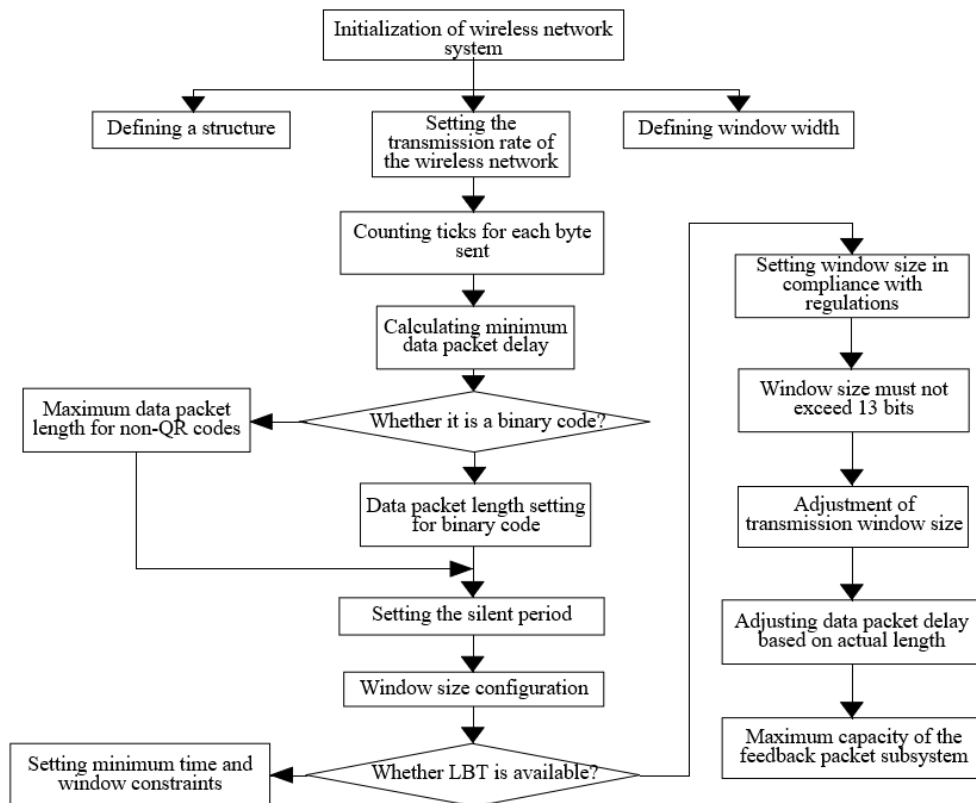 Initialization of wireless network
system
Defining a structure
Setting the
transmission rate of
the wireless network
Defining window width
Counting ticks for each byte
sent
Calculating minimum
data packet delay
Whether it is a binary code?
Maximum data packet
length for non-QR codes
Data packet length setting
for binary code
Setting the silent period
Window size configuration
Whether LBT is available?
Setting minimum time and
window constraints
Setting window size in
compliance with
regulations
Window size must not
exceed 13 bits
Adjustment of
transmission window size
Adjusting data packet delay
based on actual length
Maximum capacity of the
feedback packet subsystem